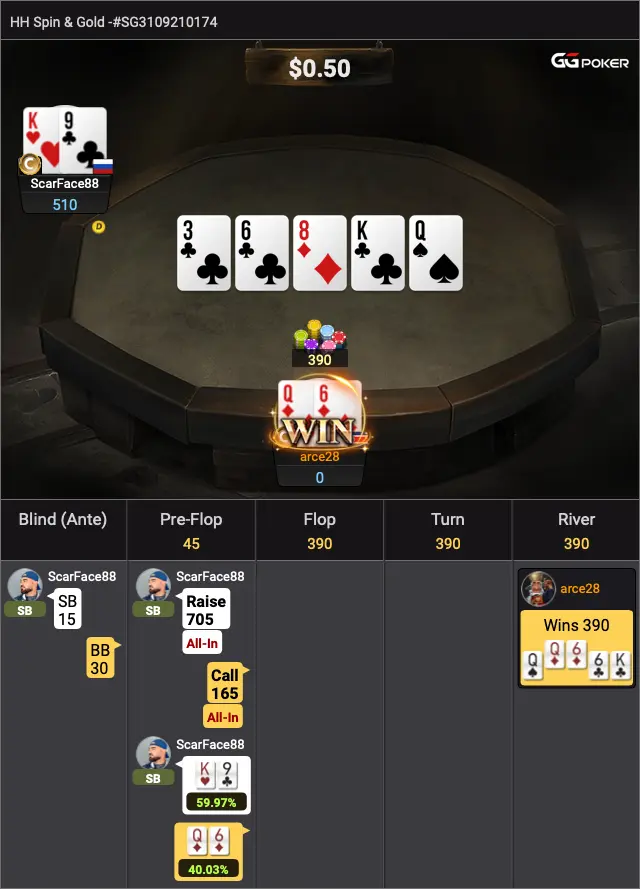 HH Spin & Gold -#SG3109210174
$0.50
GG POKER
K 9
C
ScarFace88
510
D
3 6 8 K Q
390
Q 6
WIN
arce28
0
Blind (Ante)
Pre-Flop
45
Flop
390
Turn
390
River
390
ScarFace88
SB
SB
15
BB
30
ScarFace88
SB
Raise
705
All-In
Call
165
All-In
ScarFace88
SB
K 9
59.97%
Q 6
40.03%
arce28
Wins 390
Q Q 6 6 K